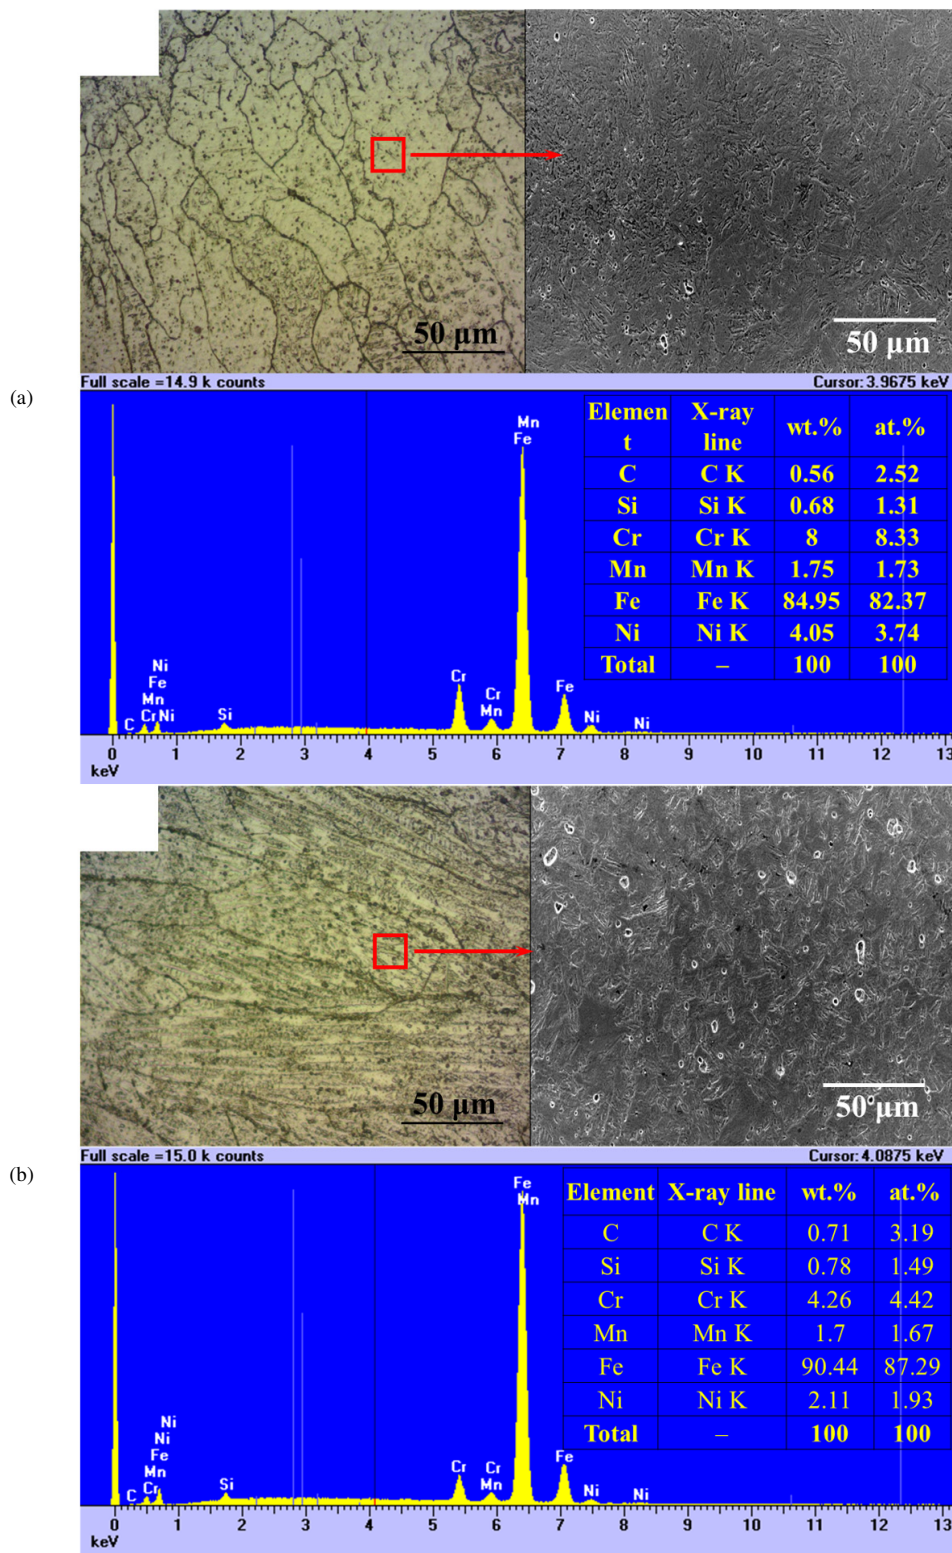 50 μm
50 μm
(a)
Full scale =14.9 k counts Cursor: 3.9675 keV
Elemen
t X-ray
line wt.% at.%
C C K 0.56 2.52
Si Si K 0.68 1.31
Cr Cr K 8 8.33
Mn Mn K 1.75 1.73
Fe Fe K 84.95 82.37
Ni Ni K 4.05 3.74
Total – 100 100
Mn
Fe
Ni
Fe
Mn
C Cr Ni
Si
Cr
Cr
Mn
Fe
Ni
Ni
0 1 2 3 4 5 6 7 8 9 10 11 12 13
keV
50 μm
50 μm
(b)
Full scale =15.0 k counts Cursor: 4.0875 keV
Element X-ray line wt.% at.%
C C K 0.71 3.19
Si Si K 0.78 1.49
Cr Cr K 4.26 4.42
Mn Mn K 1.7 1.67
Fe Fe K 90.44 87.29
Ni Ni K 2.11 1.93
Total – 100 100
Fe
Mn
Ni
Ni
Fe
Mn
C Cr
Si
Cr
Cr
Mn
Fe
Ni
Ni
0 1 2 3 4 5 6 7 8 9 10 11 12 13
keV